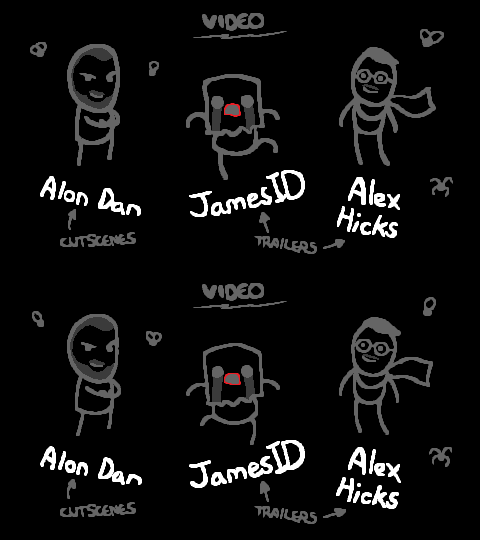 VIDEO
Alon Dan
JamesID
Alex
Hicks
CUTSCENES
TRAILERS
VIDEO
Alon Dan
JamesID
Alex
Hicks
CUTSCENES
TRAILERS